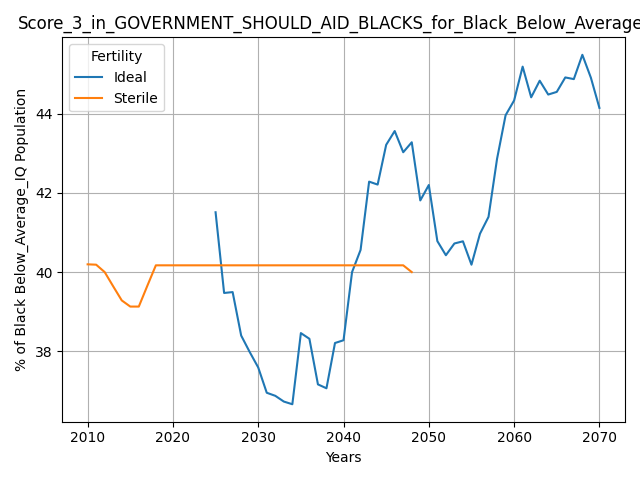 Score_3_in_GOVERNMENT_SHOULD_AID_BLACKS_for_Black_Below_Average
Fertility
Ideal
Sterile
% of Black Below_Average_IQ Population
44
42
40
38
2010 2020 2030 2040 2050 2060 2070
Years